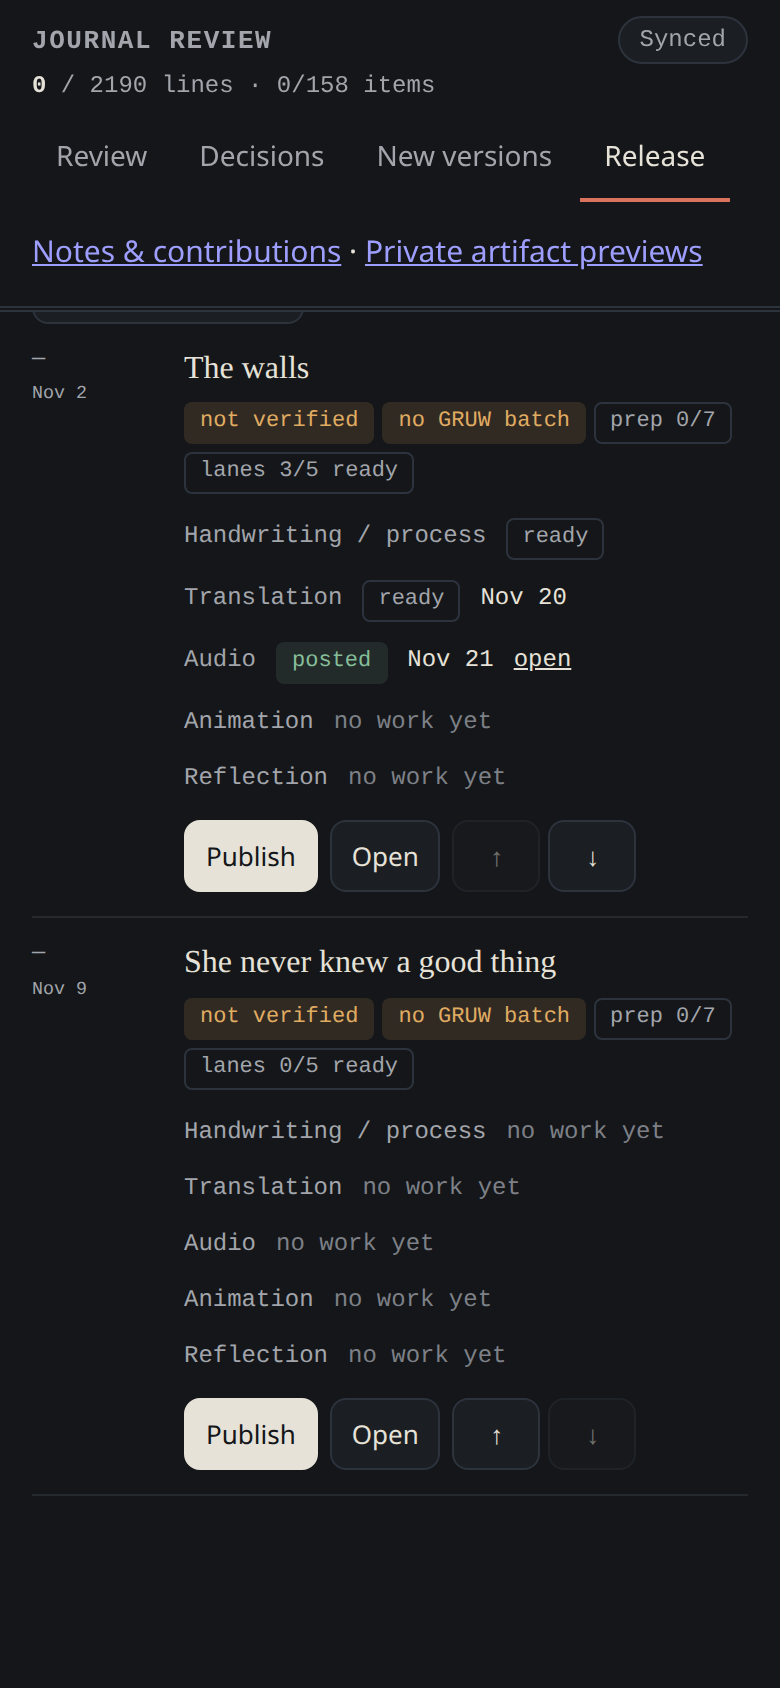 JOURNAL REVIEW
Synced
0 / 2190 lines · 0/158 items
Review Decisions New versions Release
Notes & contributions · Private artifact previews
—
Nov 2
The walls
not verified no GRUW batch prep 0/7
lanes 3/5 ready
Handwriting / process ready
Translation ready Nov 20
Audio posted Nov 21 open
Animation no work yet
Reflection no work yet
Publish Open ↑ ↓
—
Nov 9
She never knew a good thing
not verified no GRUW batch prep 0/7
lanes 0/5 ready
Handwriting / process no work yet
Translation no work yet
Audio no work yet
Animation no work yet
Reflection no work yet
Publish Open ↑ ↓